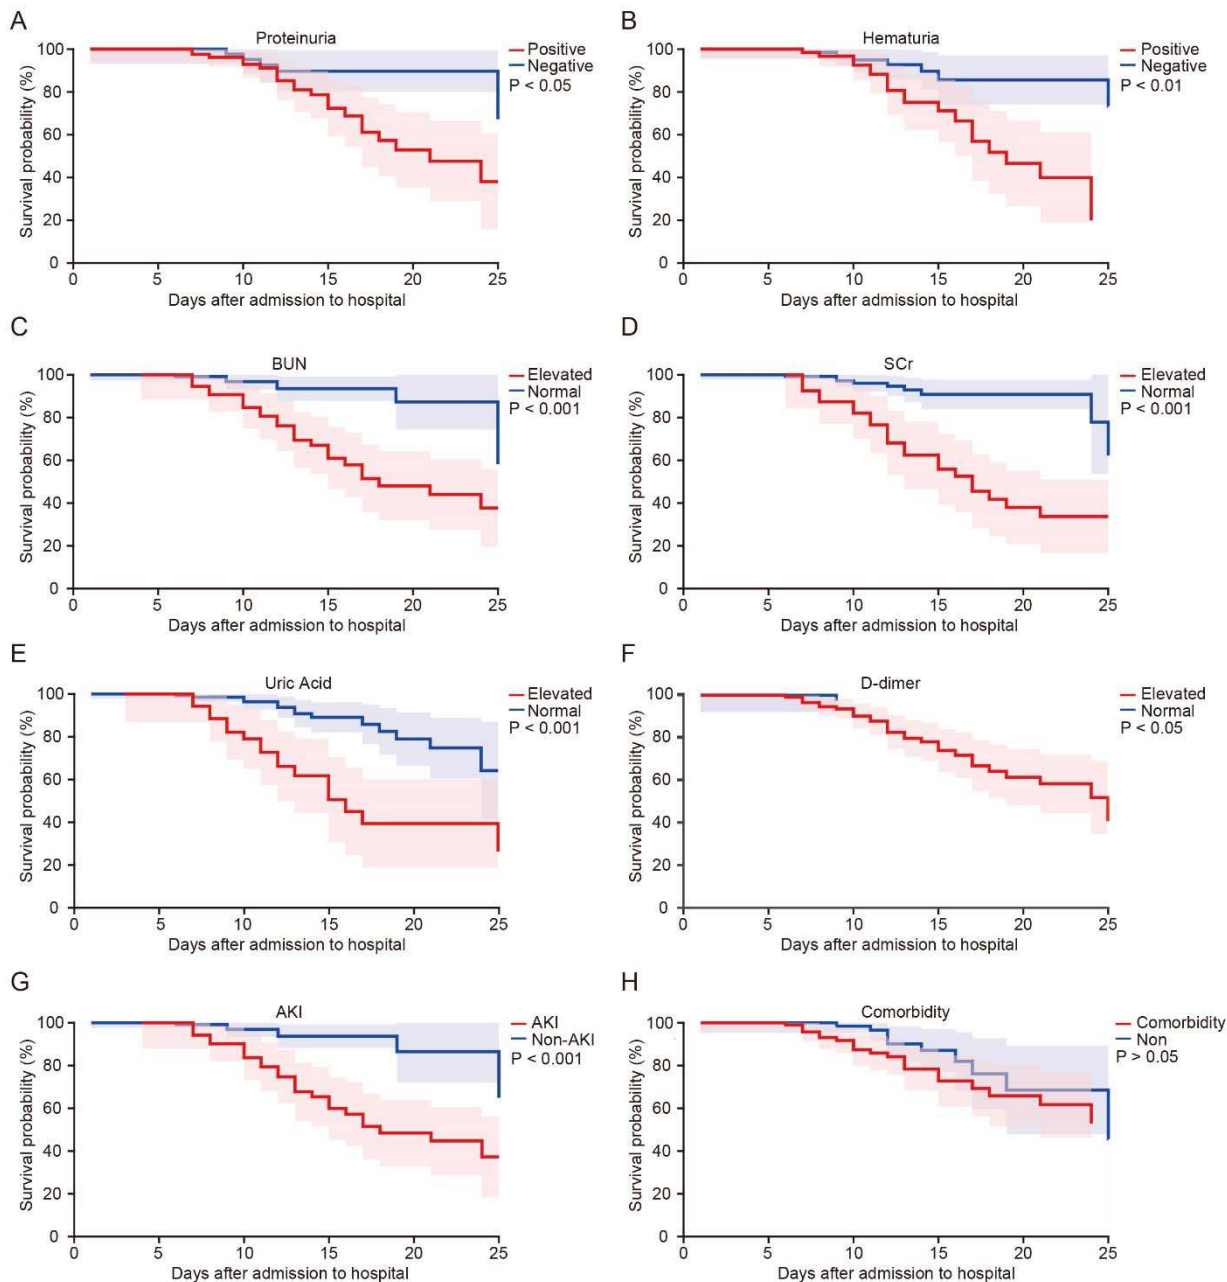 A
Proteinuria
Survival probability (%)
100
80
60
40
20
0
0 5 10 15 20 25
Days after admission to hospital
Positive
Negative
P < 0.05
B
Hematuria
Survival probability (%)
100
80
60
40
20
0
0 5 10 15 20 25
Days after admission to hospital
Positive
Negative
P < 0.01
C
BUN
Survival probability (%)
100
80
60
40
20
0
0 5 10 15 20 25
Days after admission to hospital
Elevated
Normal
P < 0.001
D
SCr
Survival probability (%)
100
80
60
40
20
0
0 5 10 15 20 25
Days after admission to hospital
Elevated
Normal
P < 0.001
E
Uric Acid
Survival probability (%)
100
80
60
40
20
0
0 5 10 15 20 25
Days after admission to hospital
Elevated
Normal
P < 0.001
F
D-dimer
Survival probability (%)
100
80
60
40
20
0
0 5 10 15 20 25
Days after admission to hospital
Elevated
Normal
P < 0.05
G
AKI
Survival probability (%)
100
80
60
40
20
0
0 5 10 15 20 25
Days after admission to hospital
AKI
Non-AKI
P < 0.001
H
Comorbidity
Survival probability (%)
100
80
60
40
20
0
0 5 10 15 20 25
Days after admission to hospital
Comorbidity
Non
P > 0.05